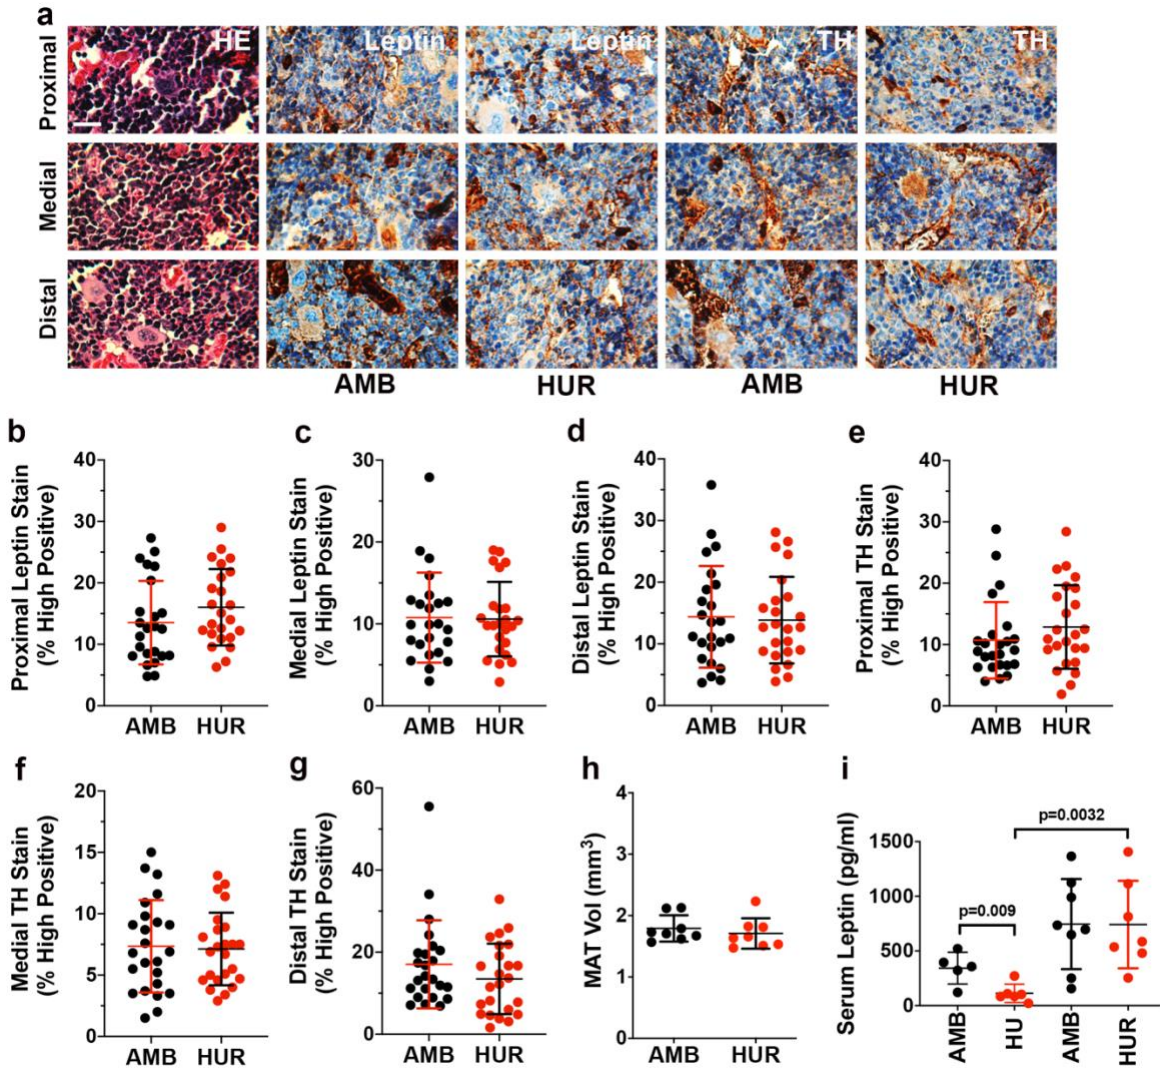 a
HE Leptin Leptin TH TH
Proximal
Medial
Distal
AMB HUR AMB HUR
b
Proximal Leptin Stain
(% High Positive)
40
30
20
10
0
AMB HUR
c
Medial Leptin Stain
(% High Positive)
30
20
10
0
AMB HUR
d
Distal Leptin Stain
(% High Positive)
40
30
20
10
0
AMB HUR
e
Proximal TH Stain
(% High Positive)
40
30
20
10
0
AMB HUR
f
Medial TH Stain
(% High Positive)
20
15
10
5
0
AMB HUR
g
Distal TH Stain
(% High Positive)
60
40
20
0
AMB HUR
h
MAT Vol (mm³)
4
3
2
1
0
AMB HUR
i
Serum Leptin (pg/ml)
p=0.0032
p=0.009
1500
1000
500
0
AMB HU AMB HUR